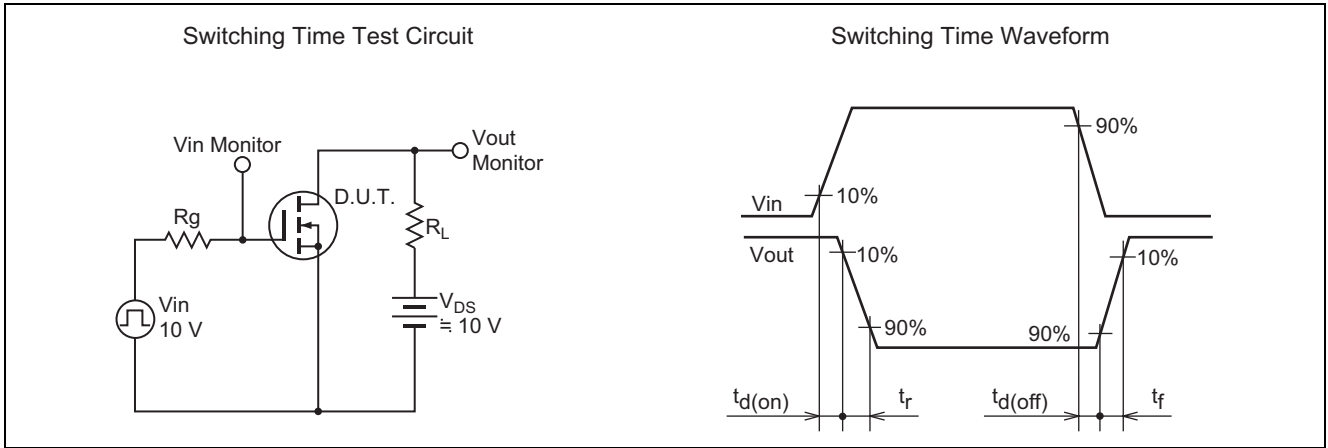 Switching Time Test Circuit
Vin Monitor
Vout
Monitor
D.U.T.
Rg
RL
Vin
10 V
VDS
≒ 10 V
Switching Time Waveform
90%
10%
Vin
Vout
10%
10%
90%
90%
td(on)
tr
td(off)
tf